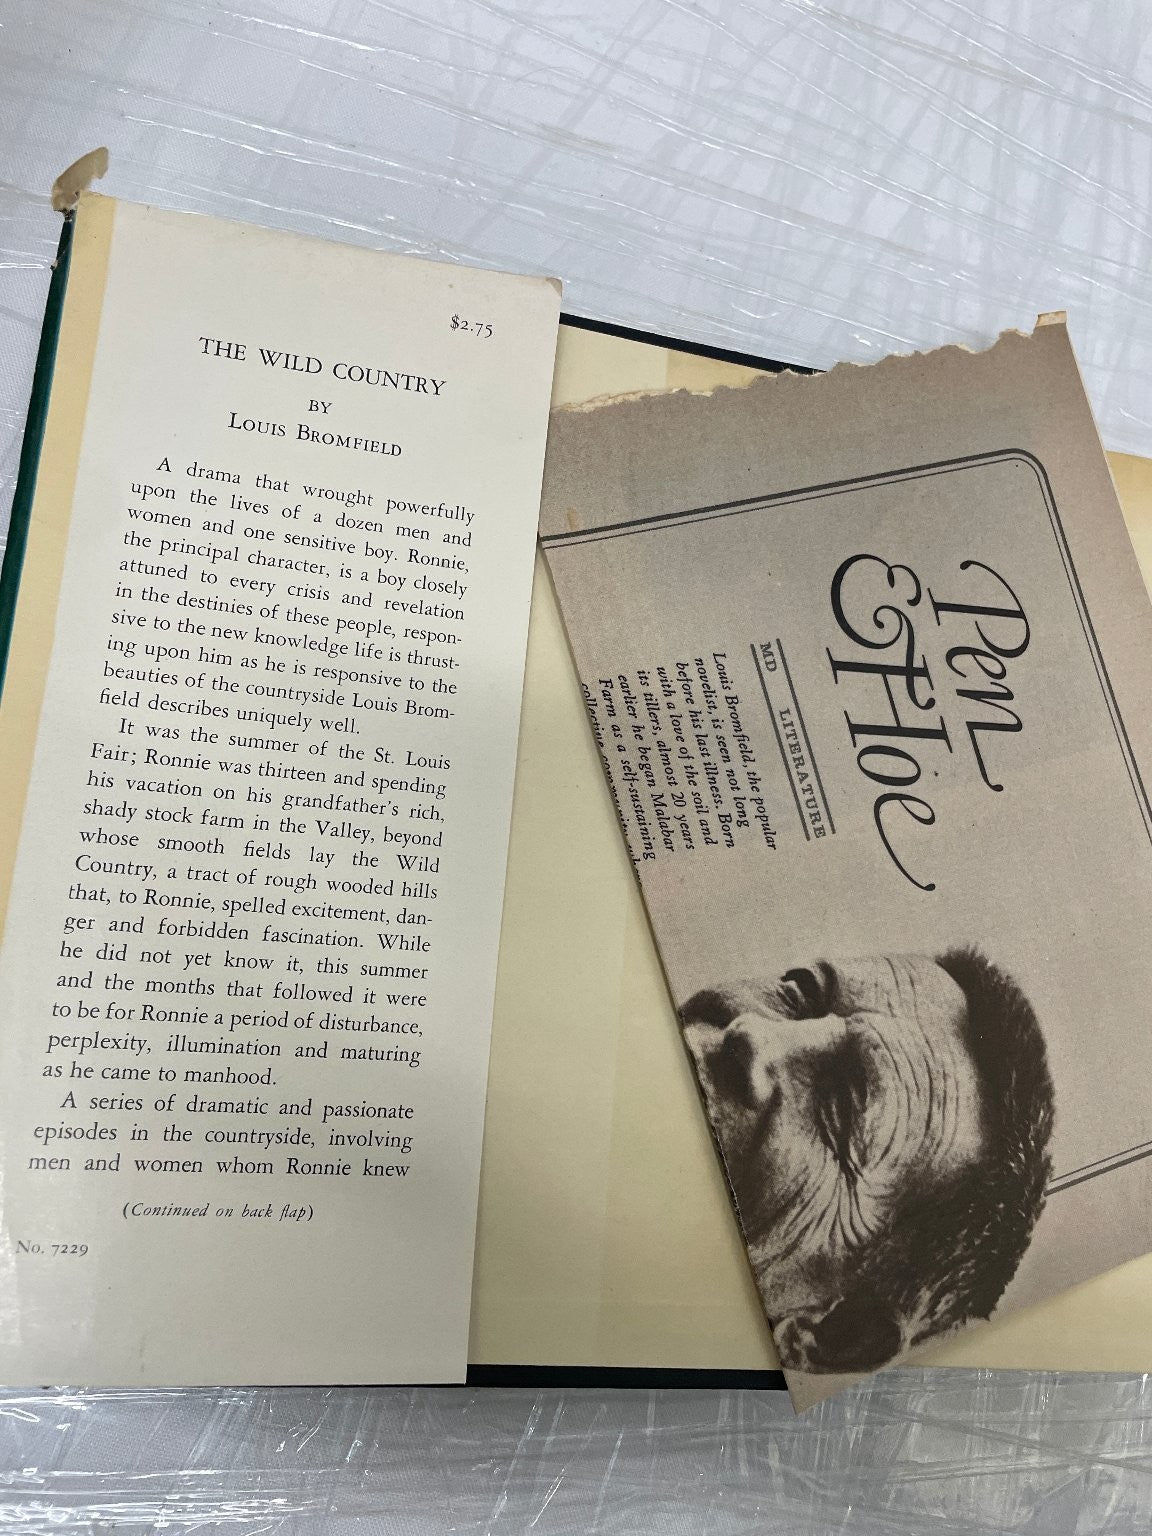 $2.75
THE WILD COUNTRY
BY
LOUIS BROMFIELD
A drama that wrought powerfully
upon the lives of a dozen men and
women and one sensitive boy. Ronnie,
the principal character, is a boy closely
attuned to every crisis and revelation
in the destinies of these people, respon-
sive to the new knowledge life is thrust-
ing upon him as he is responsive to the
beauties of the countryside Louis Brom-
field describes uniquely well.
It was the summer of the St. Louis
Fair; Ronnie was thirteen and spending
his vacation on his grandfather's rich,
shady stock farm in the Valley, beyond
whose smooth fields lay the Wild
Country, a tract of rough wooded hills
that, to Ronnie, spelled excitement, dan-
ger and forbidden fascination. While
he did not yet know it, this summer
and the months that followed it were
to be for Ronnie a period of disturbance,
perplexity, illumination and maturing
as he came to manhood.
A series of dramatic and passionate
episodes in the countryside, involving
men and women whom Ronnie knew
(Continued on back flap)
No. 7229
Pen
& Hoe
MD LITERATURE
Louis Bromfield, the popular
novelist, is seen not long
before his last illness. Born
with a love of the soil and
its tillers, almost 20 years
earlier he began Malabar
Farm as a self-sustaining
collective